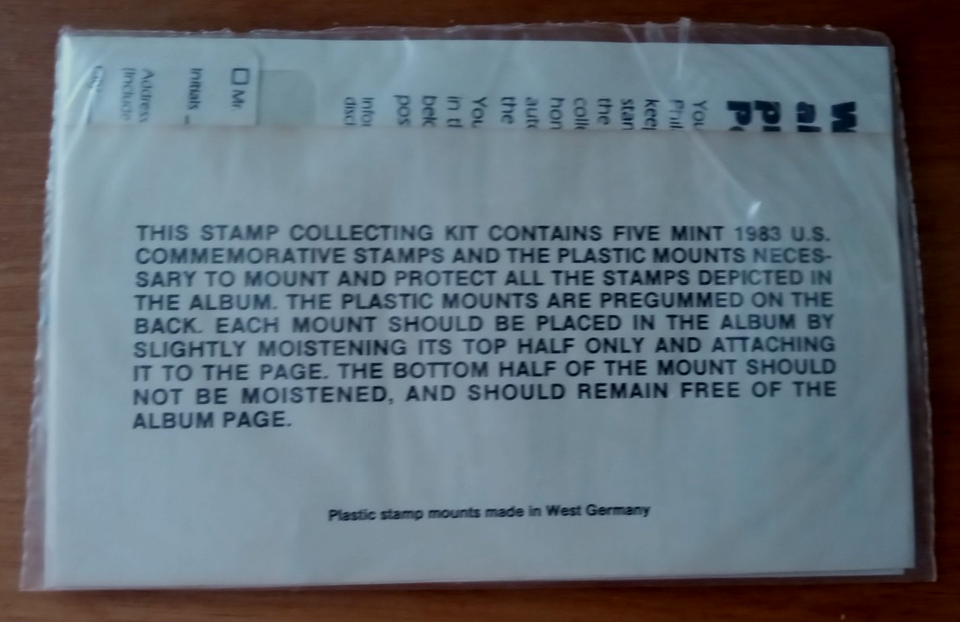 Mr.
Initials
Address
THIS STAMP COLLECTING KIT CONTAINS FIVE MINT 1983 U.S.
COMMEMORATIVE STAMPS AND THE PLASTIC MOUNTS NECES-
SARY TO MOUNT AND PROTECT ALL THE STAMPS DEPICTED IN
THE ALBUM. THE PLASTIC MOUNTS ARE PREGUMMED ON THE
BACK. EACH MOUNT SHOULD BE PLACED IN THE ALBUM BY
SLIGHTLY MOISTENING ITS TOP HALF ONLY AND ATTACHING
IT TO THE PAGE. THE BOTTOM HALF OF THE MOUNT SHOULD
NOT BE MOISTENED, AND SHOULD REMAIN FREE OF THE
ALBUM PAGE.
Plastic stamp mounts made in West Germany